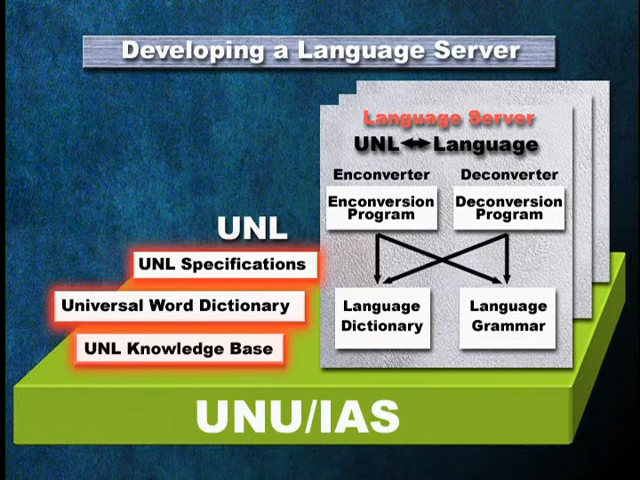 Developing a Language Server
Language Server
UNL↔Language
Enconverter
Deconverter
Enconversion
Program
Deconversion
Program
UNL
UNL Specifications
Universal Word Dictionary
UNL Knowledge Base
Language
Dictionary
Language
Grammar
UNU/IAS